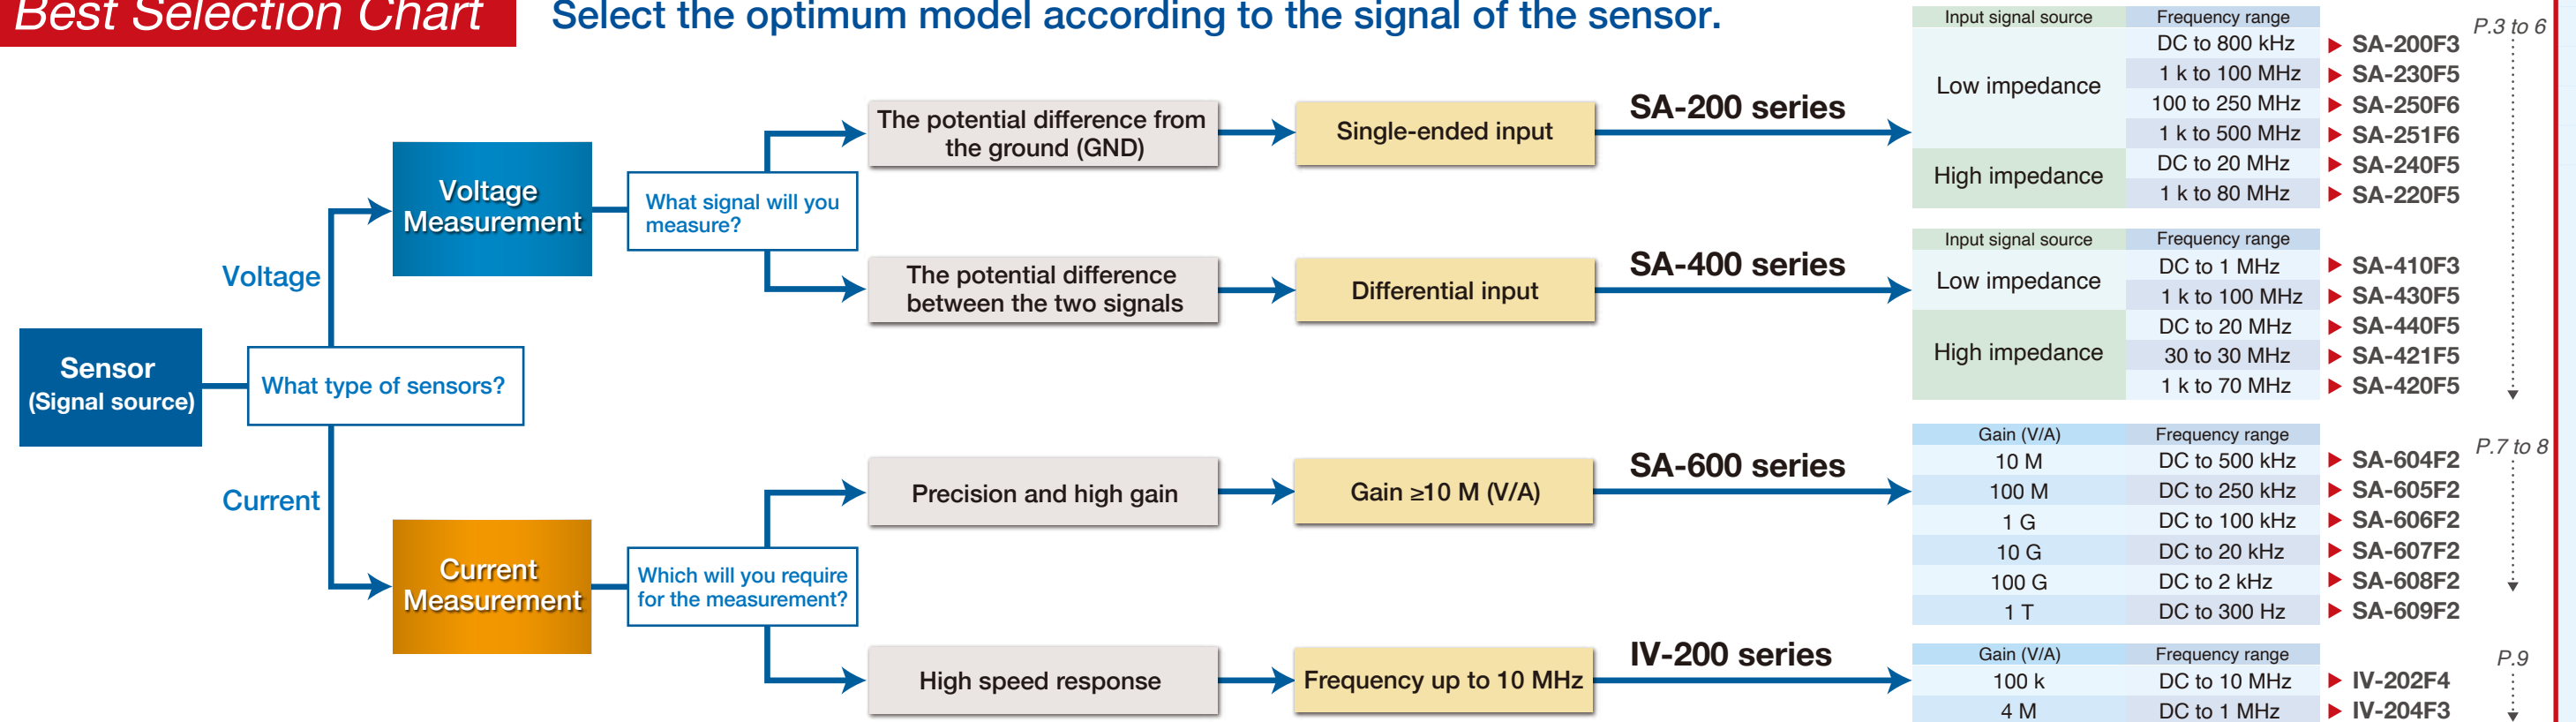 Best Selection Chart
Select the optimum model according to the signal of the sensor.
Sensor
(Signal source)
What type of sensors?
Voltage
Current
Voltage
Measurement
What signal will you
measure?
The potential difference from
the ground (GND)
Single-ended input
SA-200 series
Input signal source Frequency range
P.3 to 6
Low impedance
DC to 800 kHz SA-200F3
1 k to 100 MHz SA-230F5
100 to 250 MHz SA-250F6
1 k to 500 MHz SA-251F6
High impedance
DC to 20 MHz SA-240F5
1 k to 80 MHz SA-220F5
The potential difference
between the two signals
Differential input
SA-400 series
Input signal source Frequency range
Low impedance
DC to 1 MHz SA-410F3
1 k to 100 MHz SA-430F5
High impedance
DC to 20 MHz SA-440F5
30 to 30 MHz SA-421F5
1 k to 70 MHz SA-420F5
Current
Measurement
Which will you require
for the measurement?
Precision and high gain
Gain ≥10 M (V/A)
SA-600 series
Gain (V/A) Frequency range
P.7 to 8
10 M DC to 500 kHz SA-604F2
100 M DC to 250 kHz SA-605F2
1 G DC to 100 kHz SA-606F2
10 G DC to 20 kHz SA-607F2
100 G DC to 2 kHz SA-608F2
1 T DC to 300 Hz SA-609F2
High speed response
Frequency up to 10 MHz
IV-200 series
Gain (V/A) Frequency range
P.9
100 k DC to 10 MHz IV-202F4
4 M DC to 1 MHz IV-204F3